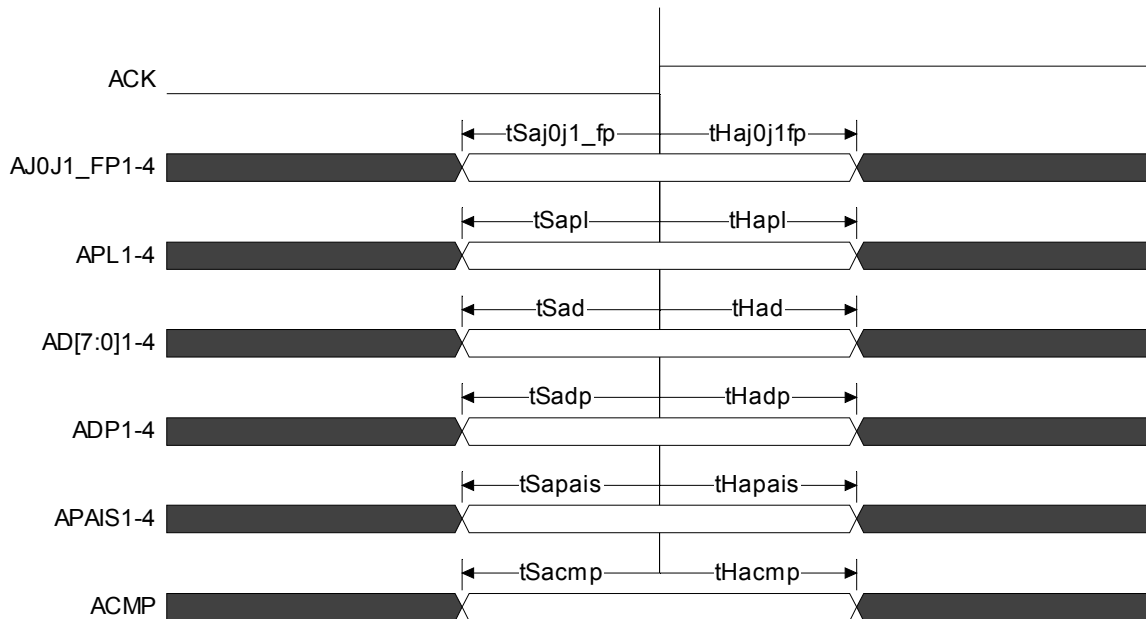 ACK
tSaj0j1_fp tHaj0j1fp
AJ0J1_FP1-4
tSapl tHapl
APL1-4
tSad tHad
AD[7:0]1-4
tSadp tHadp
ADP1-4
tSapais tHapais
APAIS1-4
tSacmp tHacmp
ACMP